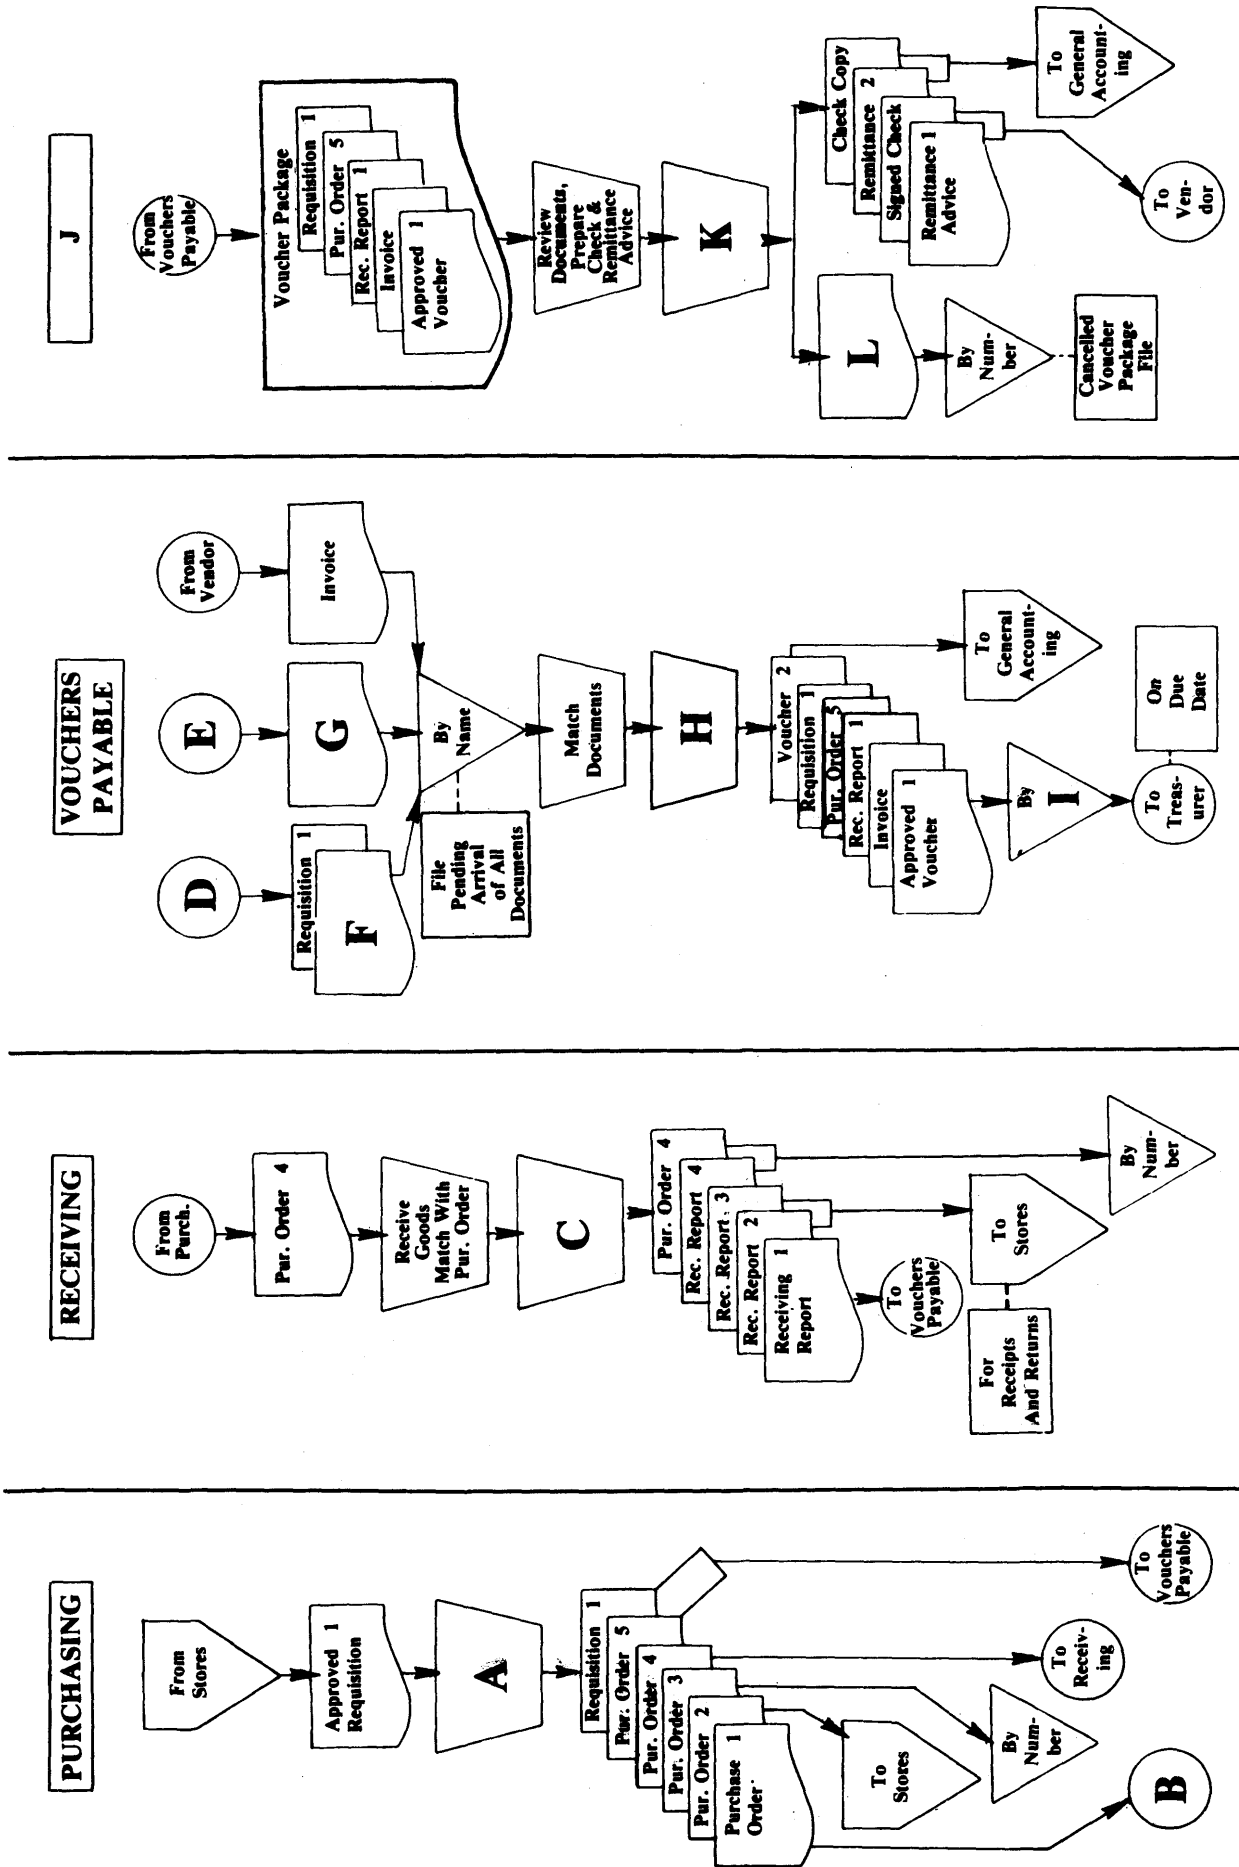 PURCHASING
From
Stores
Approved 1
Requisition
A
Requisition 1
Pur. Order 5
Pur. Order 4
Pur. Order 3
Pur. Order 2
Purchase 1
Order
To
Stores
By
Num-
ber
B
To
Receiv-
ing
To
Vouchers
Payable
RECEIVING
From
Purch.
Pur. Order 4
Receive
Goods
Match With
Pur. Order
C
Pur. Order 4
Rec. Report 4
Rec. Report 3
Rec. Report 2
Receiving 1
Report
To
Vouchers
Payable
For
Receipts
And Returns
To
Stores
By
Num-
ber
VOUCHERS
PAYABLE
D
E
From
Vendor
Requisition 1
F
G
Invoice
By
Name
File
Pending
Arrival
of All
Documents
Match
Documents
H
Voucher 2
Requisition 1
Pur. Order 5
Rec. Report 1
Invoice
Approved 1
Voucher
By
I
To
Treas-
urer
On
Due
Date
To
General
Account-
ing
J
From
Vouchers
Payable
Voucher Package
Requisition 1
Pur. Order 5
Rec. Report 1
Invoice
Approved 1
Voucher
Review
Documents,
Prepare
Check &
Remittance
Advice
K
L
By
Num-
ber
Cancelled
Voucher
Package
File
Check Copy
Remittance 2
Signed Check
Remittance 1
Advice
To
Ven-
dor
To
General
Account-
ing